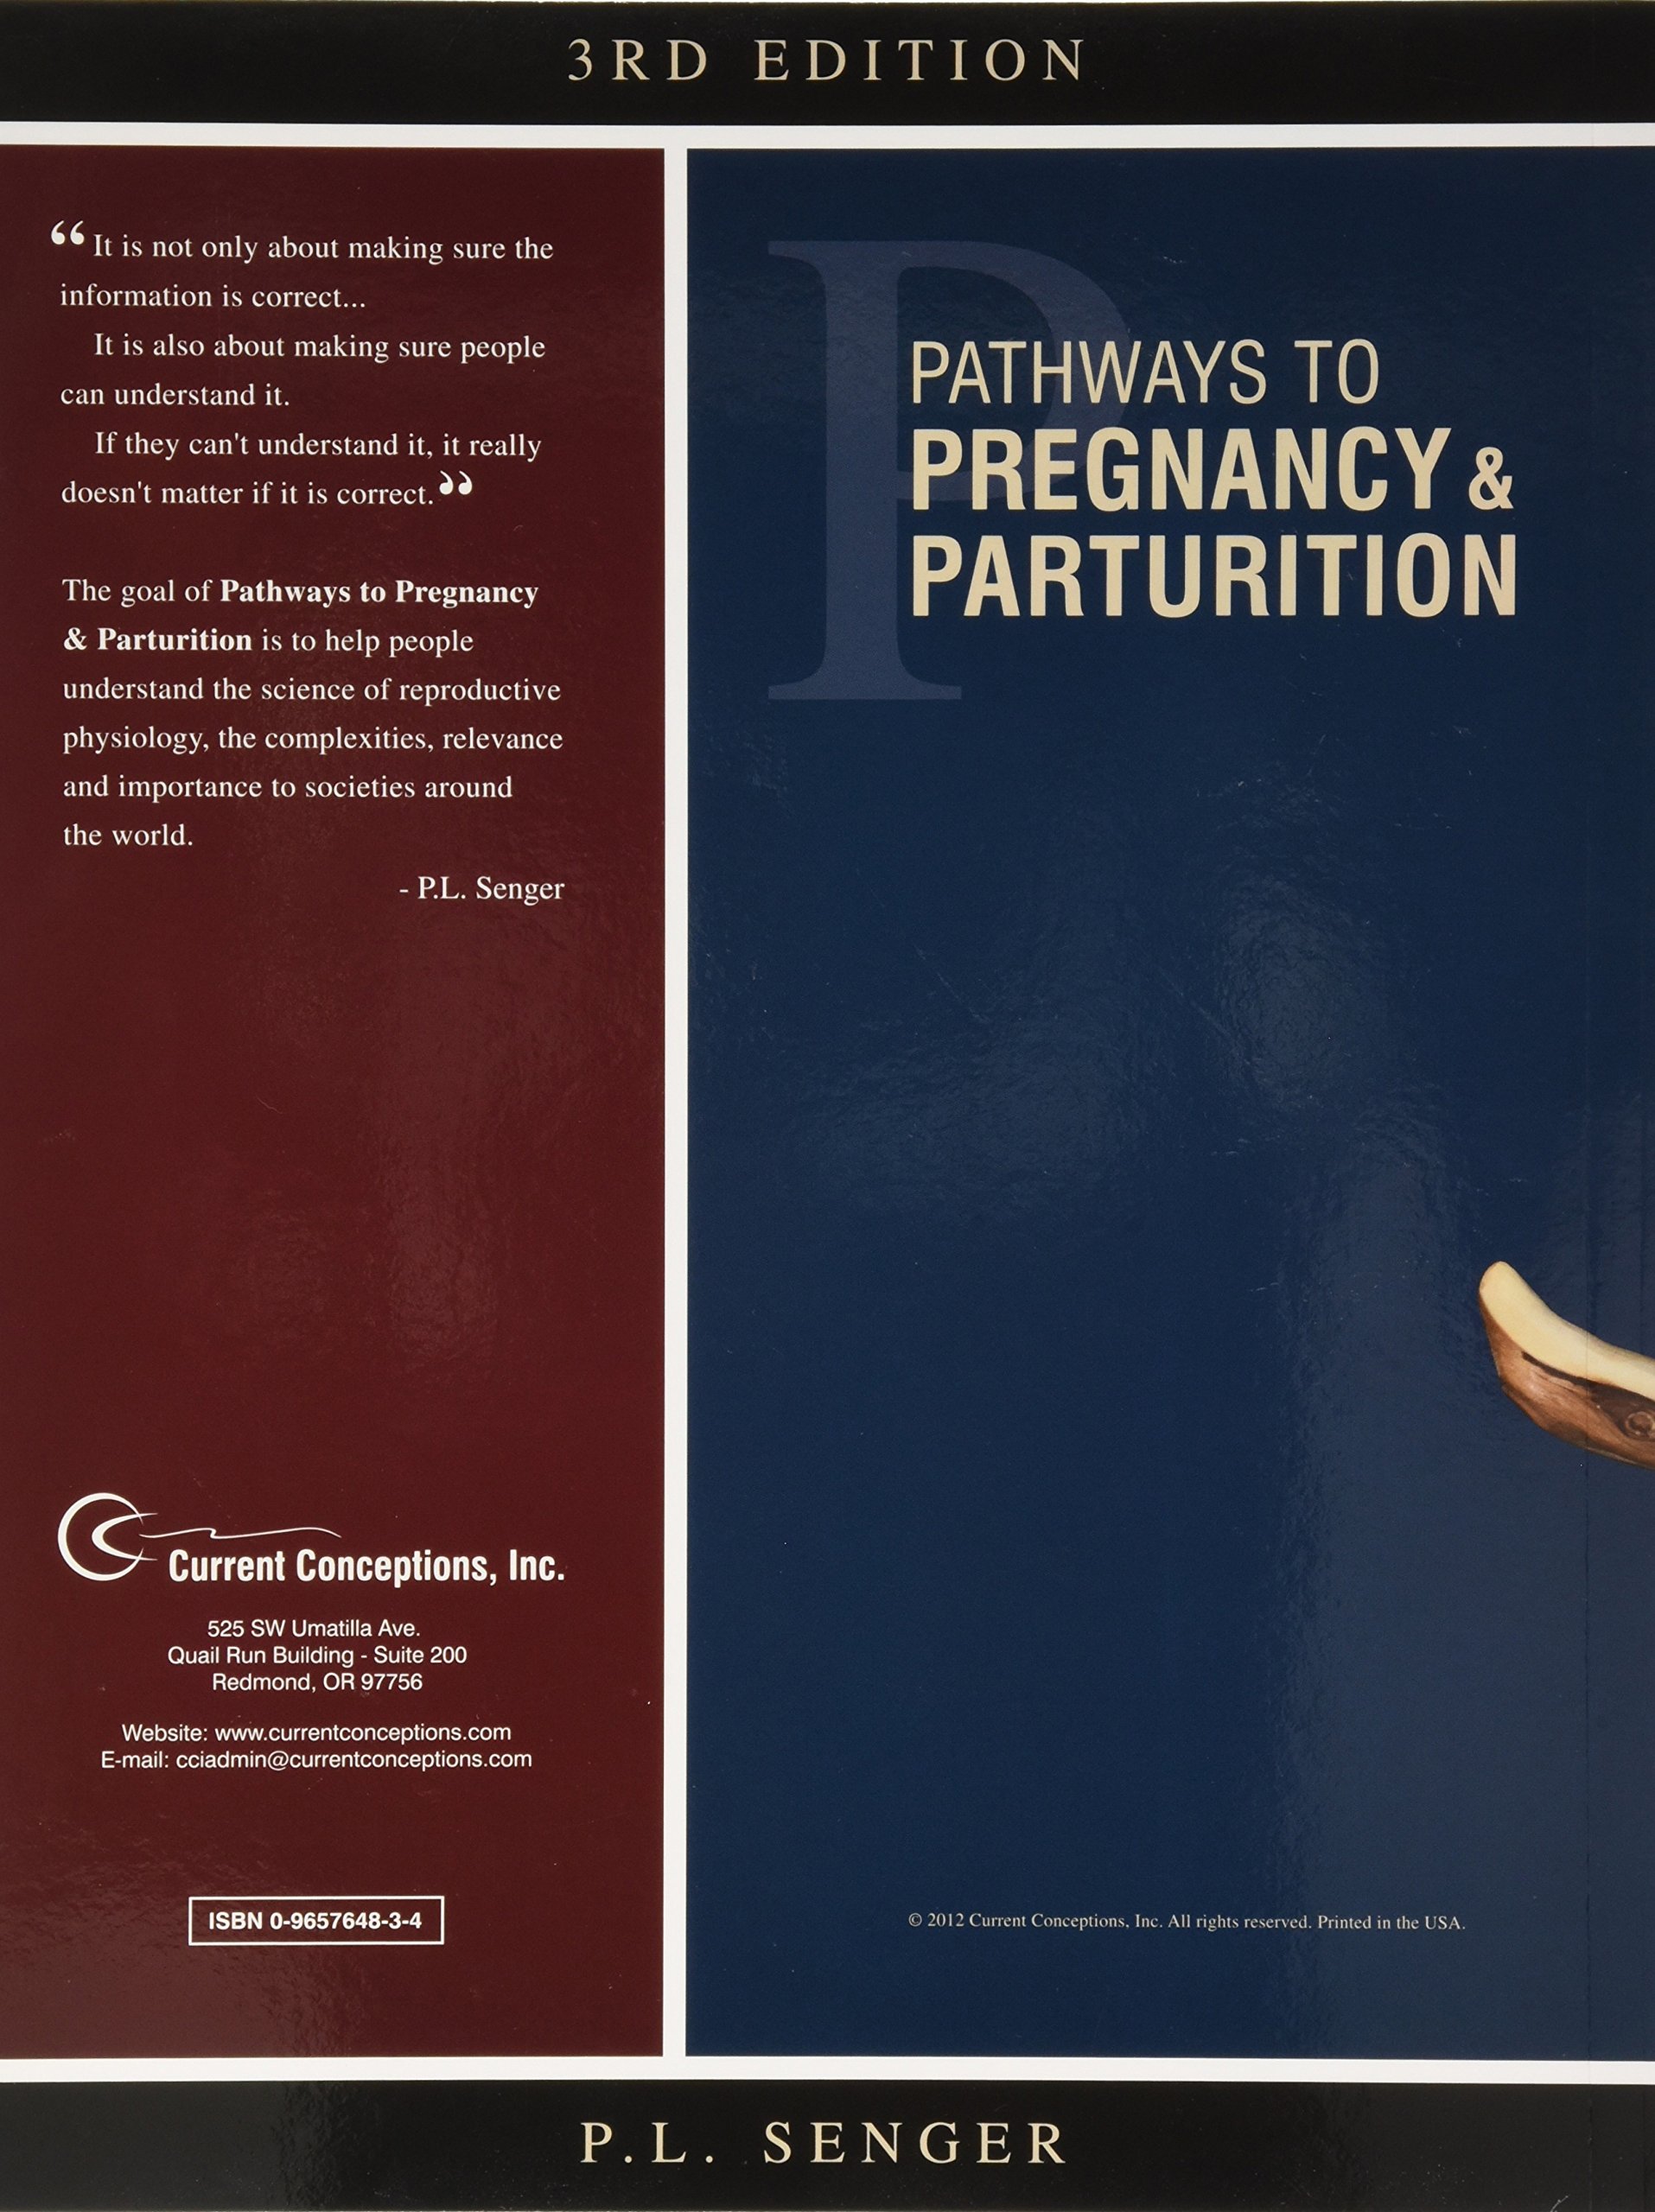 3RD EDITION
“ It is not only about making sure the
information is correct...
It is also about making sure people
can understand it.
If they can't understand it, it really
doesn't matter if it is correct. ”
The goal of Pathways to Pregnancy
& Parturition is to help people
understand the science of reproductive
physiology, the complexities, relevance
and importance to societies around
the world.
- P.L. Senger
Current Conceptions, Inc.
525 SW Umatilla Ave.
Quail Run Building - Suite 200
Redmond, OR 97756
Website: www.currentconceptions.com
E-mail: cciadmin@currentconceptions.com
ISBN 0-9657648-3-4
P
PATHWAYS TO
PREGNANCY &
PARTURITION
© 2012 Current Conceptions, Inc. All rights reserved. Printed in the USA.
P.L. SENGER